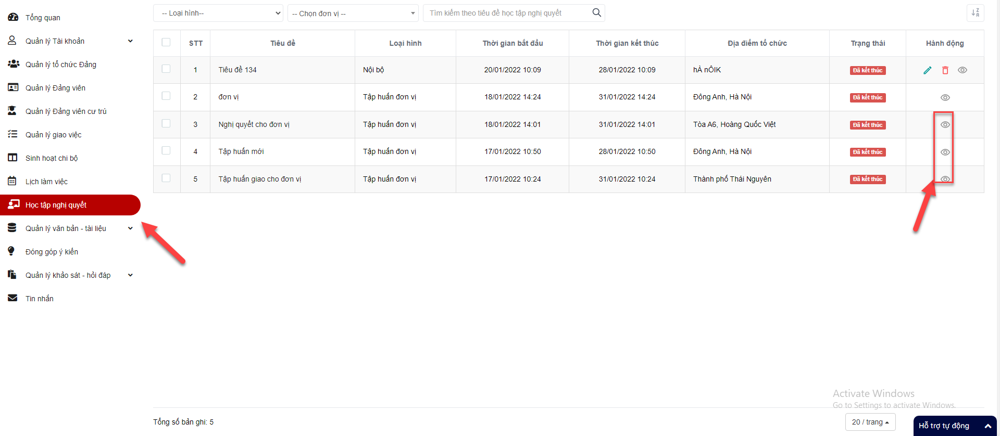 Tổng quan
Quản lý Tài khoản
Quản lý tổ chức Đảng
Quản lý Đảng viên
Quản lý Đảng viên cư trú
Quản lý giao việc
Sinh hoạt chi bộ
Lịch làm việc
Học tập nghị quyết
Quản lý văn bản - tài liệu
Đóng góp ý kiến
Quản lý khảo sát - hỏi đáp
Tin nhắn
-- Loại hình-- -- Chọn đơn vị -- Tìm kiếm theo tiêu đề học tập nghị quyết
STT Tiêu đề Loại hình Thời gian bắt đầu Thời gian kết thúc Địa điểm tổ chức Trạng thái Hành động
1 Tiêu đề 134 Nội bộ 20/01/2022 10:09 28/01/2022 10:09 hÀ nÔIK Đã kết thúc
2 đơn vị Tập huấn đơn vị 18/01/2022 14:24 31/01/2022 14:24 Đông Anh, Hà Nội Đã kết thúc
3 Nghị quyết cho đơn vị Tập huấn đơn vị 18/01/2022 14:01 31/01/2022 14:01 Tòa A6, Hoàng Quốc Việt Đã kết thúc
4 Tập huấn mới Tập huấn đơn vị 17/01/2022 10:50 28/01/2022 10:50 Đông Anh, Hà Nội Đã kết thúc
5 Tập huấn giao cho đơn vị Tập huấn đơn vị 17/01/2022 10:24 31/01/2022 10:24 Thành phố Thái Nguyên Đã kết thúc
Activate Windows
Go to Settings to activate Windows.
Tổng số bản ghi: 5
20 / trang
Hỗ trợ tự động